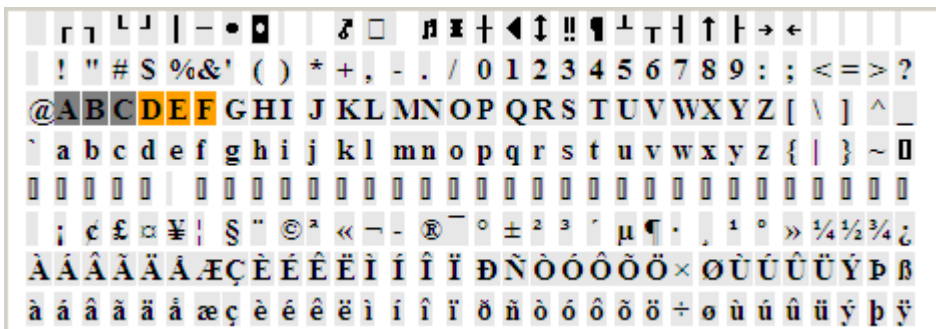 ┌ ┐ └ ┘ │ − • ◘ ♪ □ ♫ ┼ ◄ ↕ ‼ ¶ ┴ ┬ ┤ ↑ ├ → ←
! " # $ % & ' ( ) * + , - . / 0 1 2 3 4 5 6 7 8 9 : ; < = > ?
@ A B C D E F G H I J K L M N O P Q R S T U V W X Y Z [ \ ] ^ _
` a b c d e f g h i j k l m n o p q r s t u v w x y z { | } ~ ▯
▯ ▯ ▯ ▯ ▯ ▯ ▯ ▯ ▯ ▯ ▯ ▯ ▯ ▯ ▯ ▯ ▯ ▯ ▯ ▯ ▯ ▯ ▯ ▯ ▯ ▯ ▯ ▯ ▯ ▯ ▯
¡ ¢ £ ¤ ¥ ¦ § ¨ © ª « ¬ - ® ¯ ° ± ² ³ ´ µ ¶ · ¸ ¹ º » ¼ ½ ¾ ¿
À Á Â Ã Ä Å Æ Ç È É Ê Ë Ì Í Î Ï Ð Ñ Ò Ó Ô Õ Ö × Ø Ù Ú Û Ü Ý Þ ß
à á â ã ä å æ ç è é ê ë ì í î ï ð ñ ò ó ô õ ö ÷ ø ù ú û ü ý þ ÿ